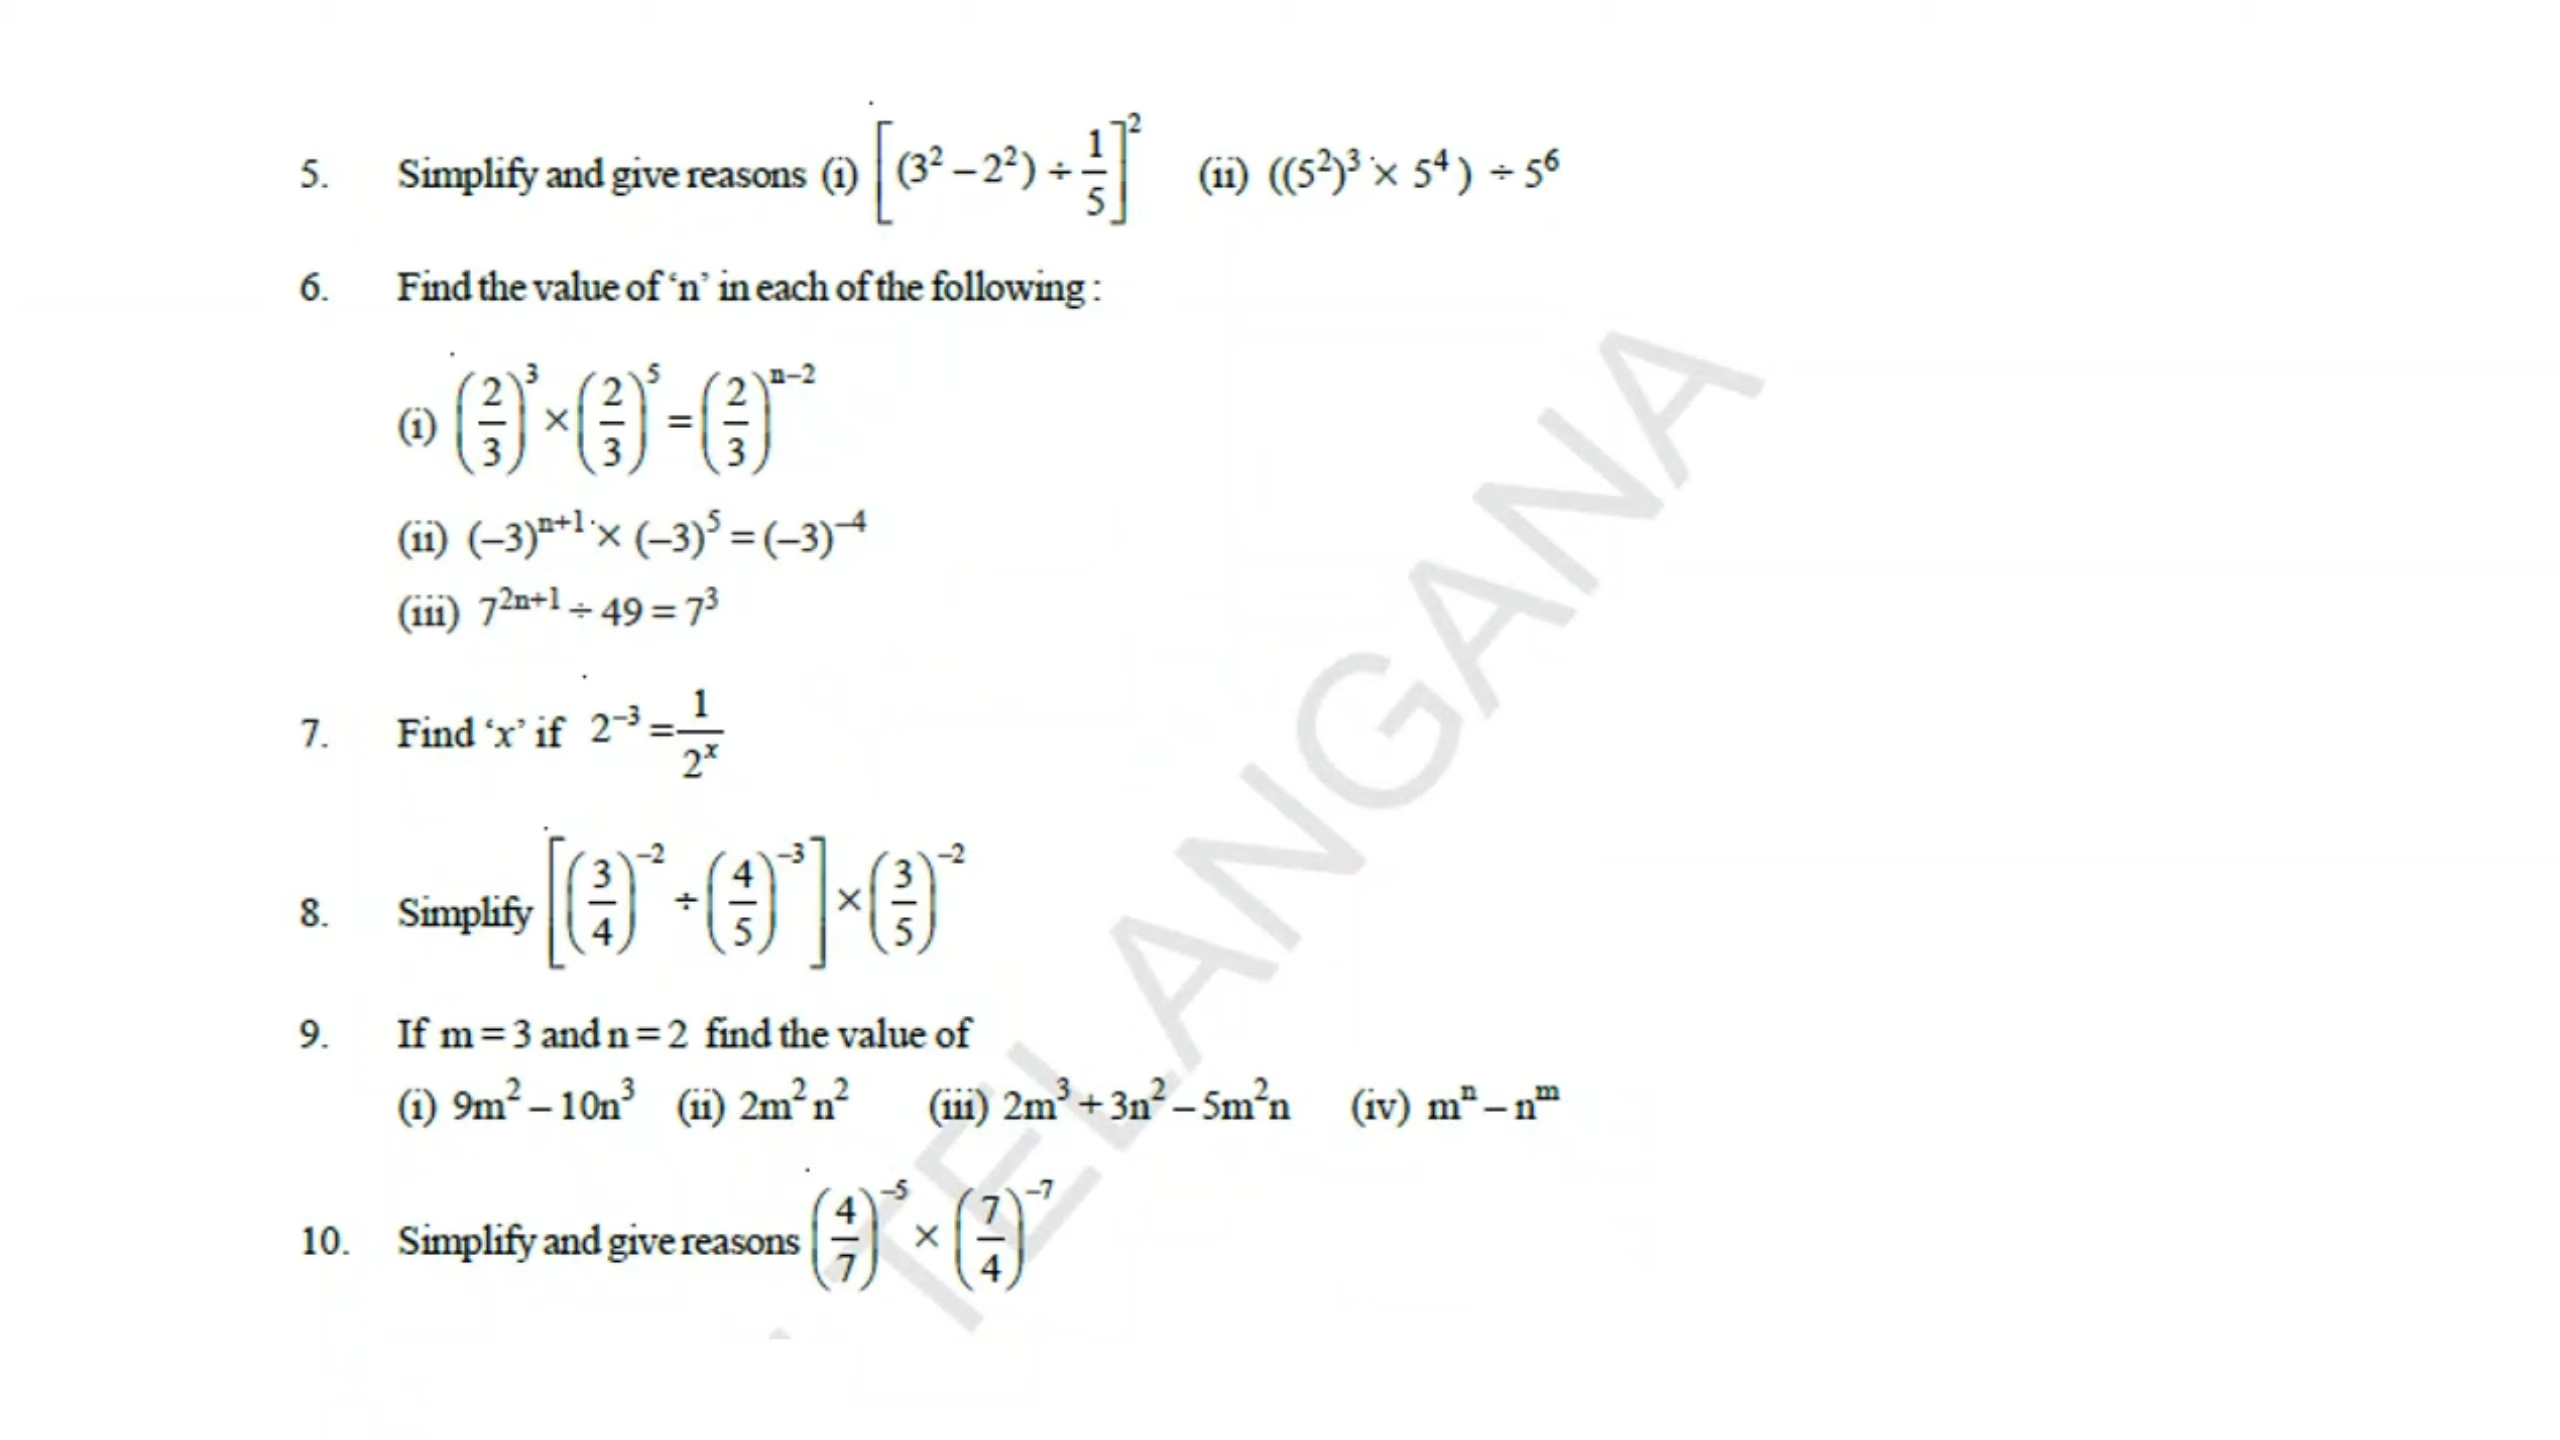 5. Simplify and give reasons (i) [(3² – 2²) ÷ 1/5]² (ii) ((5²)³ × 5⁴) ÷ 5⁶
6. Find the value of ‘n’ in each of the following :
(i) (2/3)³ × (2/3)⁵ = (2/3)ⁿ⁻²
(ii) (–3)ⁿ⁺¹ × (–3)⁵ = (–3)⁻⁴
(iii) 7²ⁿ⁺¹ ÷ 49 = 7³
7. Find ‘x’ if 2⁻³ = 1/2ˣ
8. Simplify [(3/4)⁻² ÷ (4/5)⁻³] × (3/5)⁻²
9. If m = 3 and n = 2 find the value of
(i) 9m² – 10n³ (ii) 2m² n² (iii) 2m³ + 3n² – 5m²n (iv) mⁿ – nᵐ
10. Simplify and give reasons (4/7)⁻⁵ × (7/4)⁻⁷
TELANGANA